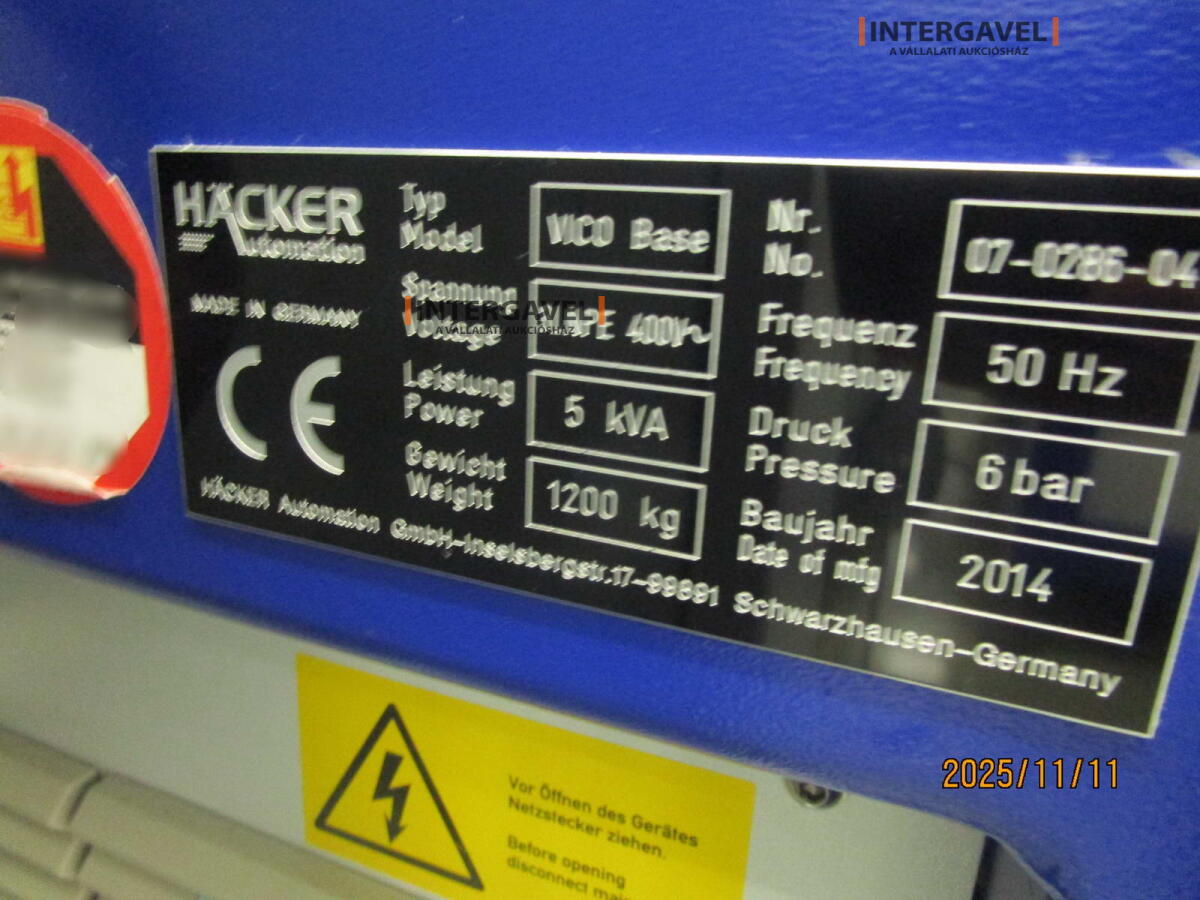 INTERGAVEL
A VÁLLALATI AUKCIÓSHÁZ
HÄCKER
Automation
MADE IN GERMANY
CE
Typ
Model
VICO Base
Spannung
Voltage
PE 400V~
Leistung
Power
5 kVA
Gewicht
Weight
1200 kg
Nr.
No.
07-0286-04
Frequenz
Frequency
50 Hz
Druck
Pressure
6 bar
Baujahr
Date of mfg
2014
HÄCKER Automation GmbH-Inselsbergstr.17-99891 Schwarzhausen-Germany
INTERGAVEL
A VÁLLALATI AUKCIÓSHÁZ
Vor Öffnen des Gerätes
Netzstecker ziehen.
Before opening
disconnect
2025/11/11